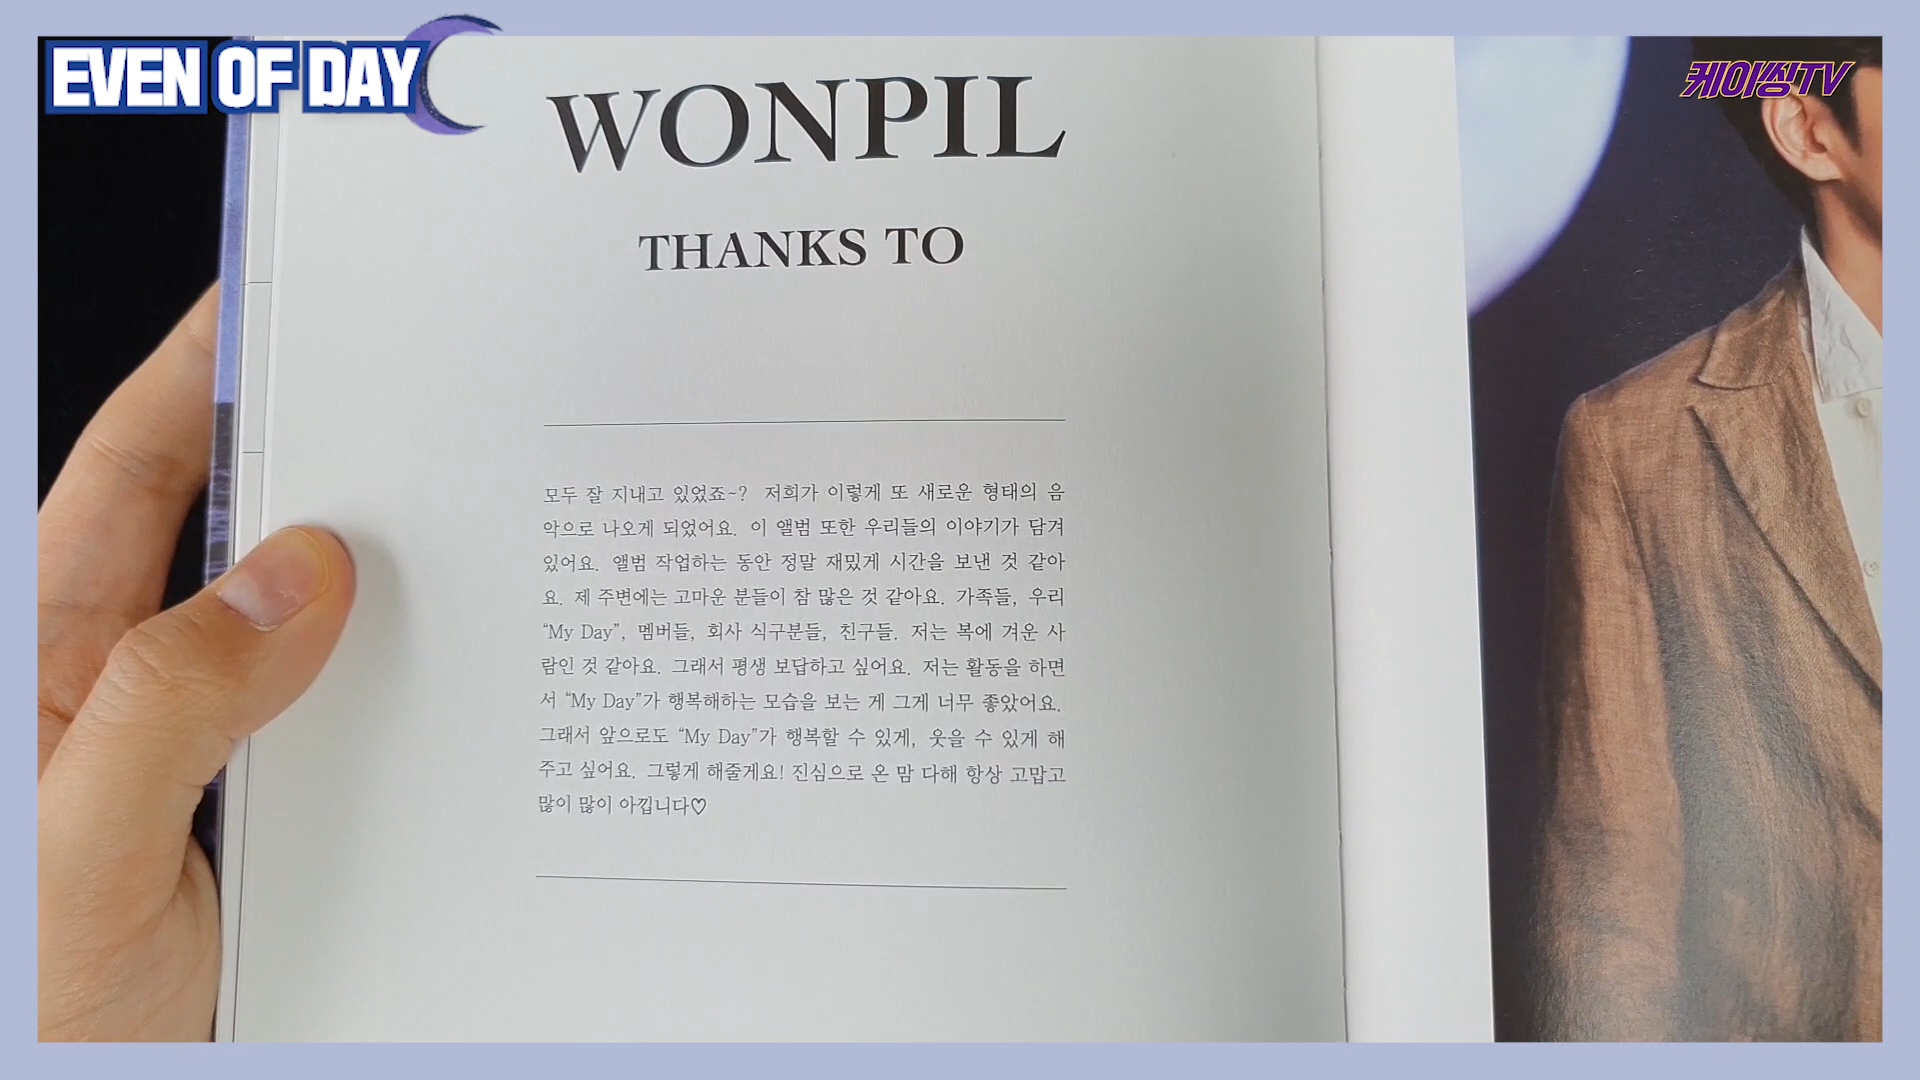 EVEN OF DAY
케이씽TV
WONPIL
THANKS TO
모두 잘 지내고 있었죠~? 저희가 이렇게 또 새로운 형태의 음
악으로 나오게 되었어요. 이 앨범 또한 우리들의 이야기가 담겨
있어요. 앨범 작업하는 동안 정말 재밌게 시간을 보낸 것 같아
요. 제 주변에는 고마운 분들이 참 많은 것 같아요. 가족들, 우리
“My Day”, 멤버들, 회사 식구분들, 친구들. 저는 복에 겨운 사
람인 것 같아요. 그래서 평생 보답하고 싶어요. 저는 활동을 하면
서 “My Day”가 행복해하는 모습을 보는 게 그게 너무 좋았어요.
그래서 앞으로도 “My Day”가 행복할 수 있게, 웃을 수 있게 해
주고 싶어요. 그렇게 해줄게요! 진심으로 온 맘 다해 항상 고맙고
많이 많이 아낍니다♡